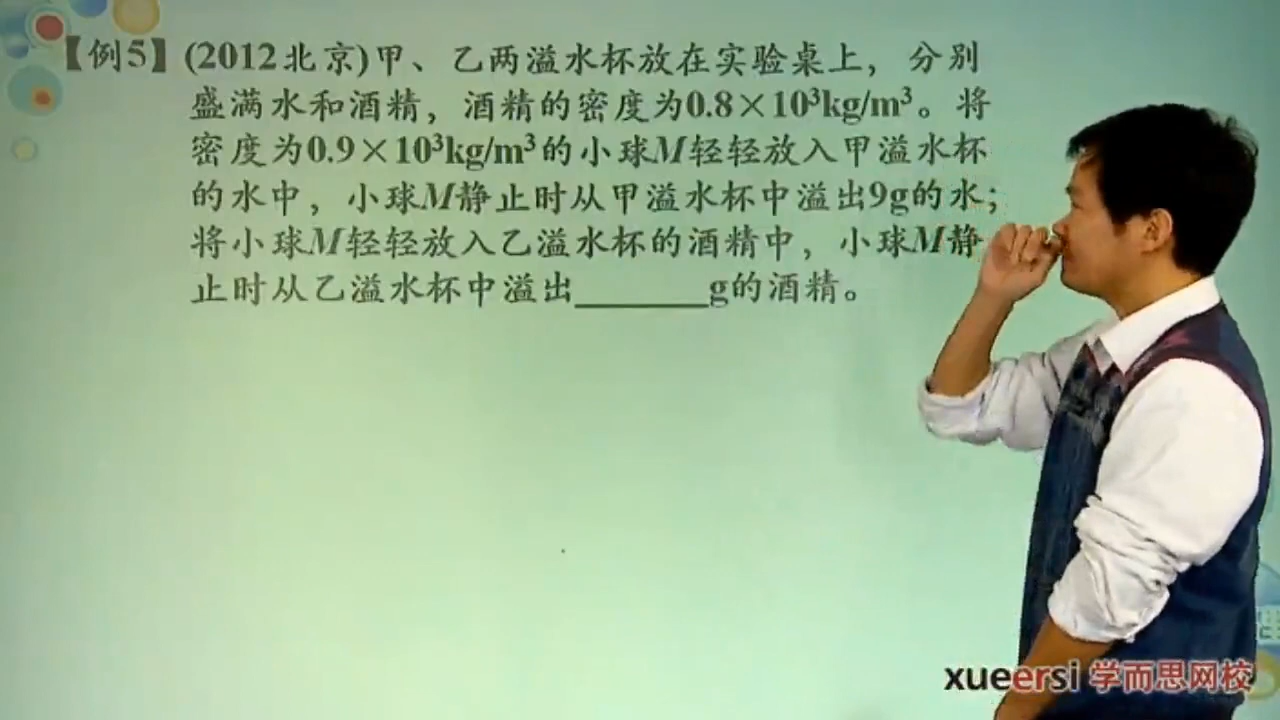 【例5】(2012北京)甲、乙两溢水杯放在实验桌上，分别
盛满水和酒精，酒精的密度为0.8×10³kg/m³。将
密度为0.9×10³kg/m³的小球M轻轻放入甲溢水杯
的水中，小球M静止时从甲溢水杯中溢出9g的水；
将小球M轻轻放入乙溢水杯的酒精中，小球M静
止时从乙溢水杯中溢出_______g的酒精。
理
xueersi 学而思网校